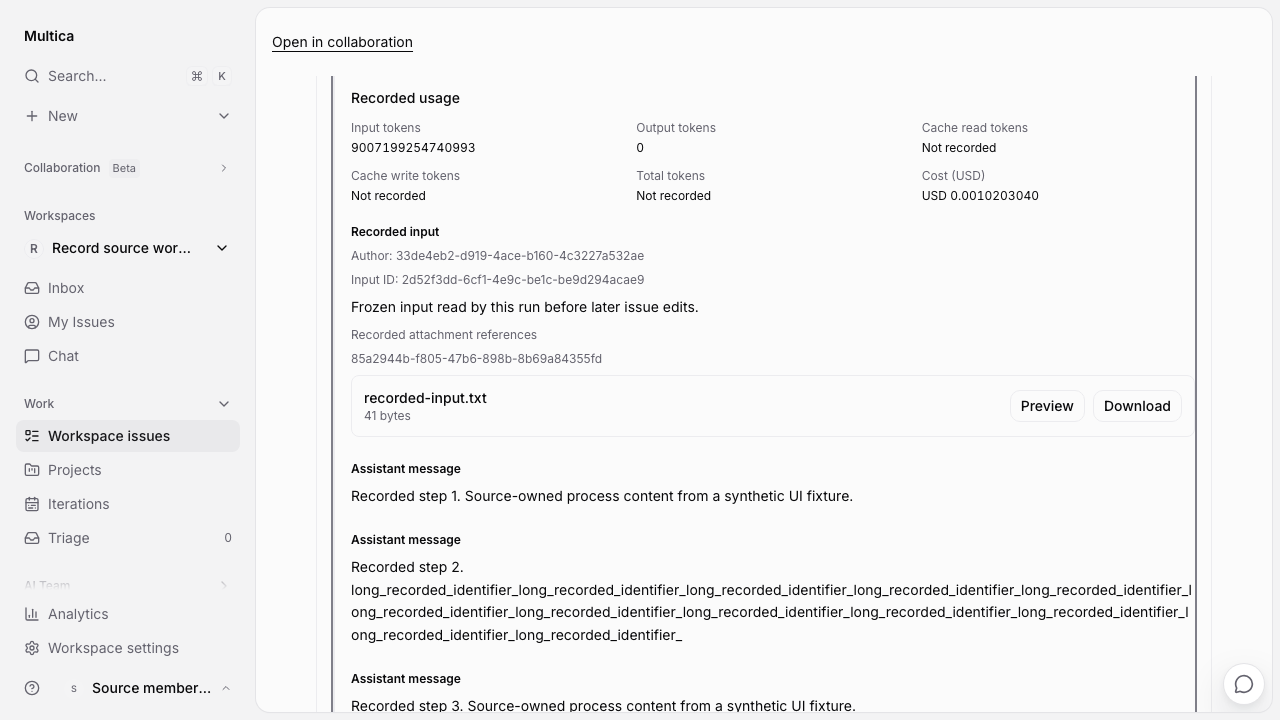 Multica
Search...
⌘ K
New
Collaboration Beta
Workspaces
R Record source wor...
Inbox
My Issues
Chat
Work
Workspace issues
Projects
Iterations
Triage 0
AI Team
Analytics
Workspace settings
s Source member...
Open in collaboration
Recorded usage
Input tokens Output tokens Cache read tokens
9007199254740993 0 Not recorded
Cache write tokens Total tokens Cost (USD)
Not recorded Not recorded USD 0.0010203040
Recorded input
Author: 33de4eb2-d919-4ace-b160-4c3227a532ae
Input ID: 2d52f3dd-6cf1-4e9c-be1c-be9d294acae9
Frozen input read by this run before later issue edits.
Recorded attachment references
85a2944b-f805-47b6-898b-8b69a84355fd
recorded-input.txt
41 bytes
Preview Download
Assistant message
Recorded step 1. Source-owned process content from a synthetic UI fixture.
Assistant message
Recorded step 2.
long_recorded_identifier_long_recorded_identifier_long_recorded_identifier_long_recorded_identifier_long_recorded_identifier_l
ong_recorded_identifier_long_recorded_identifier_long_recorded_identifier_long_recorded_identifier_long_recorded_identifier_l
ong_recorded_identifier_long_recorded_identifier_
Assistant message
Recorded step 3. Source-owned process content from a synthetic UI fixture.